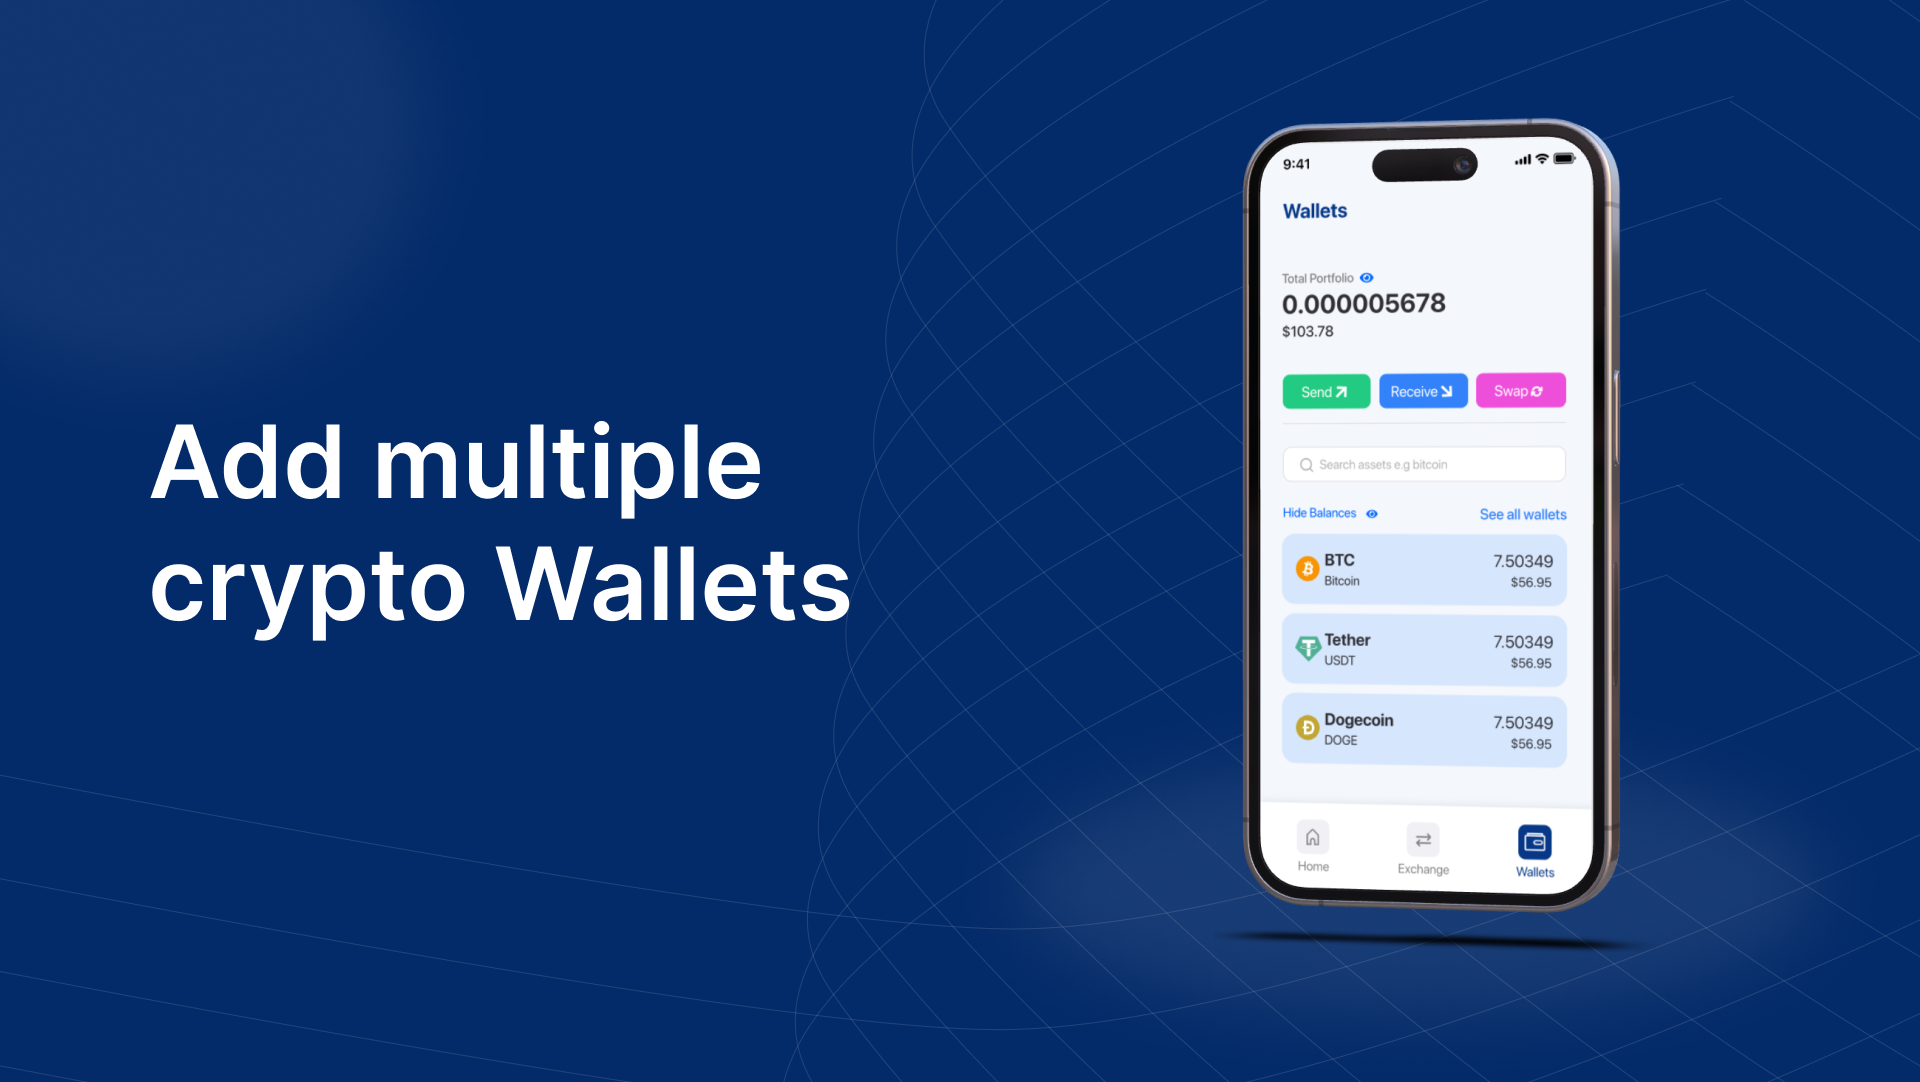 Add multiple
crypto Wallets
9:41
Wallets
Total Portfolio
0.000005678
$103.78
Send
Receive
Swap
Search assets e.g bitcoin
Hide Balances
See all wallets
BTC
7.50349
Bitcoin
$56.95
Tether
7.50349
USDT
$56.95
Dogecoin
7.50349
DOGE
$56.95
Home
Exchange
Wallets